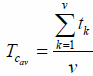 T_{c_{av}} = \frac{\sum_{k=1}^{v} t_k}{v}